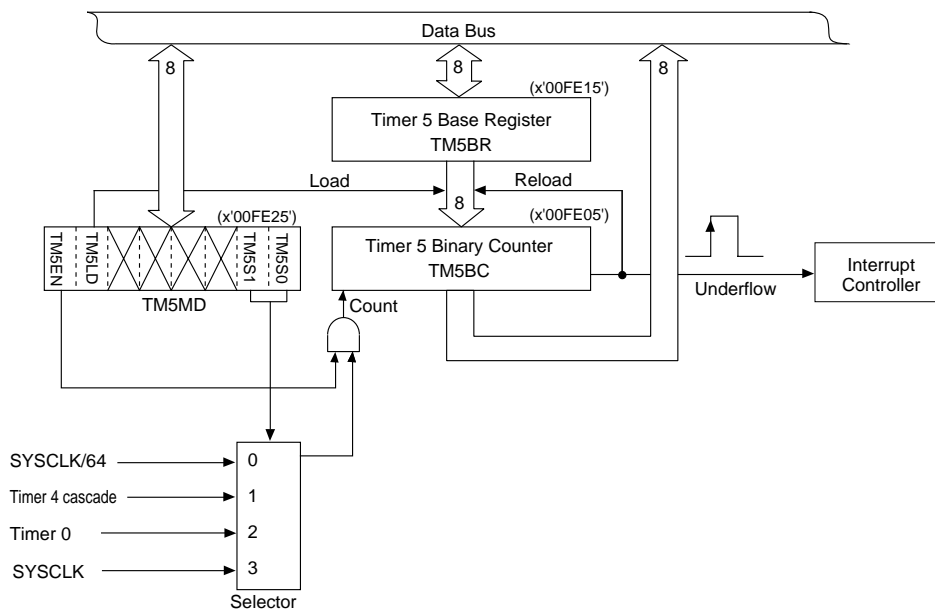 Data Bus
8
8
8
(x'00FE15')
Timer 5 Base Register
TM5BR
Load
8
Reload
(x'00FE25')
(x'00FE05')
TM5EN
TM5LD
TM5S1
TM5S0
TM5MD
Timer 5 Binary Counter
TM5BC
Underflow
Interrupt
Controller
Count
SYSCLK/64
0
Timer 4 cascade
1
Timer 0
2
SYSCLK
3
Selector